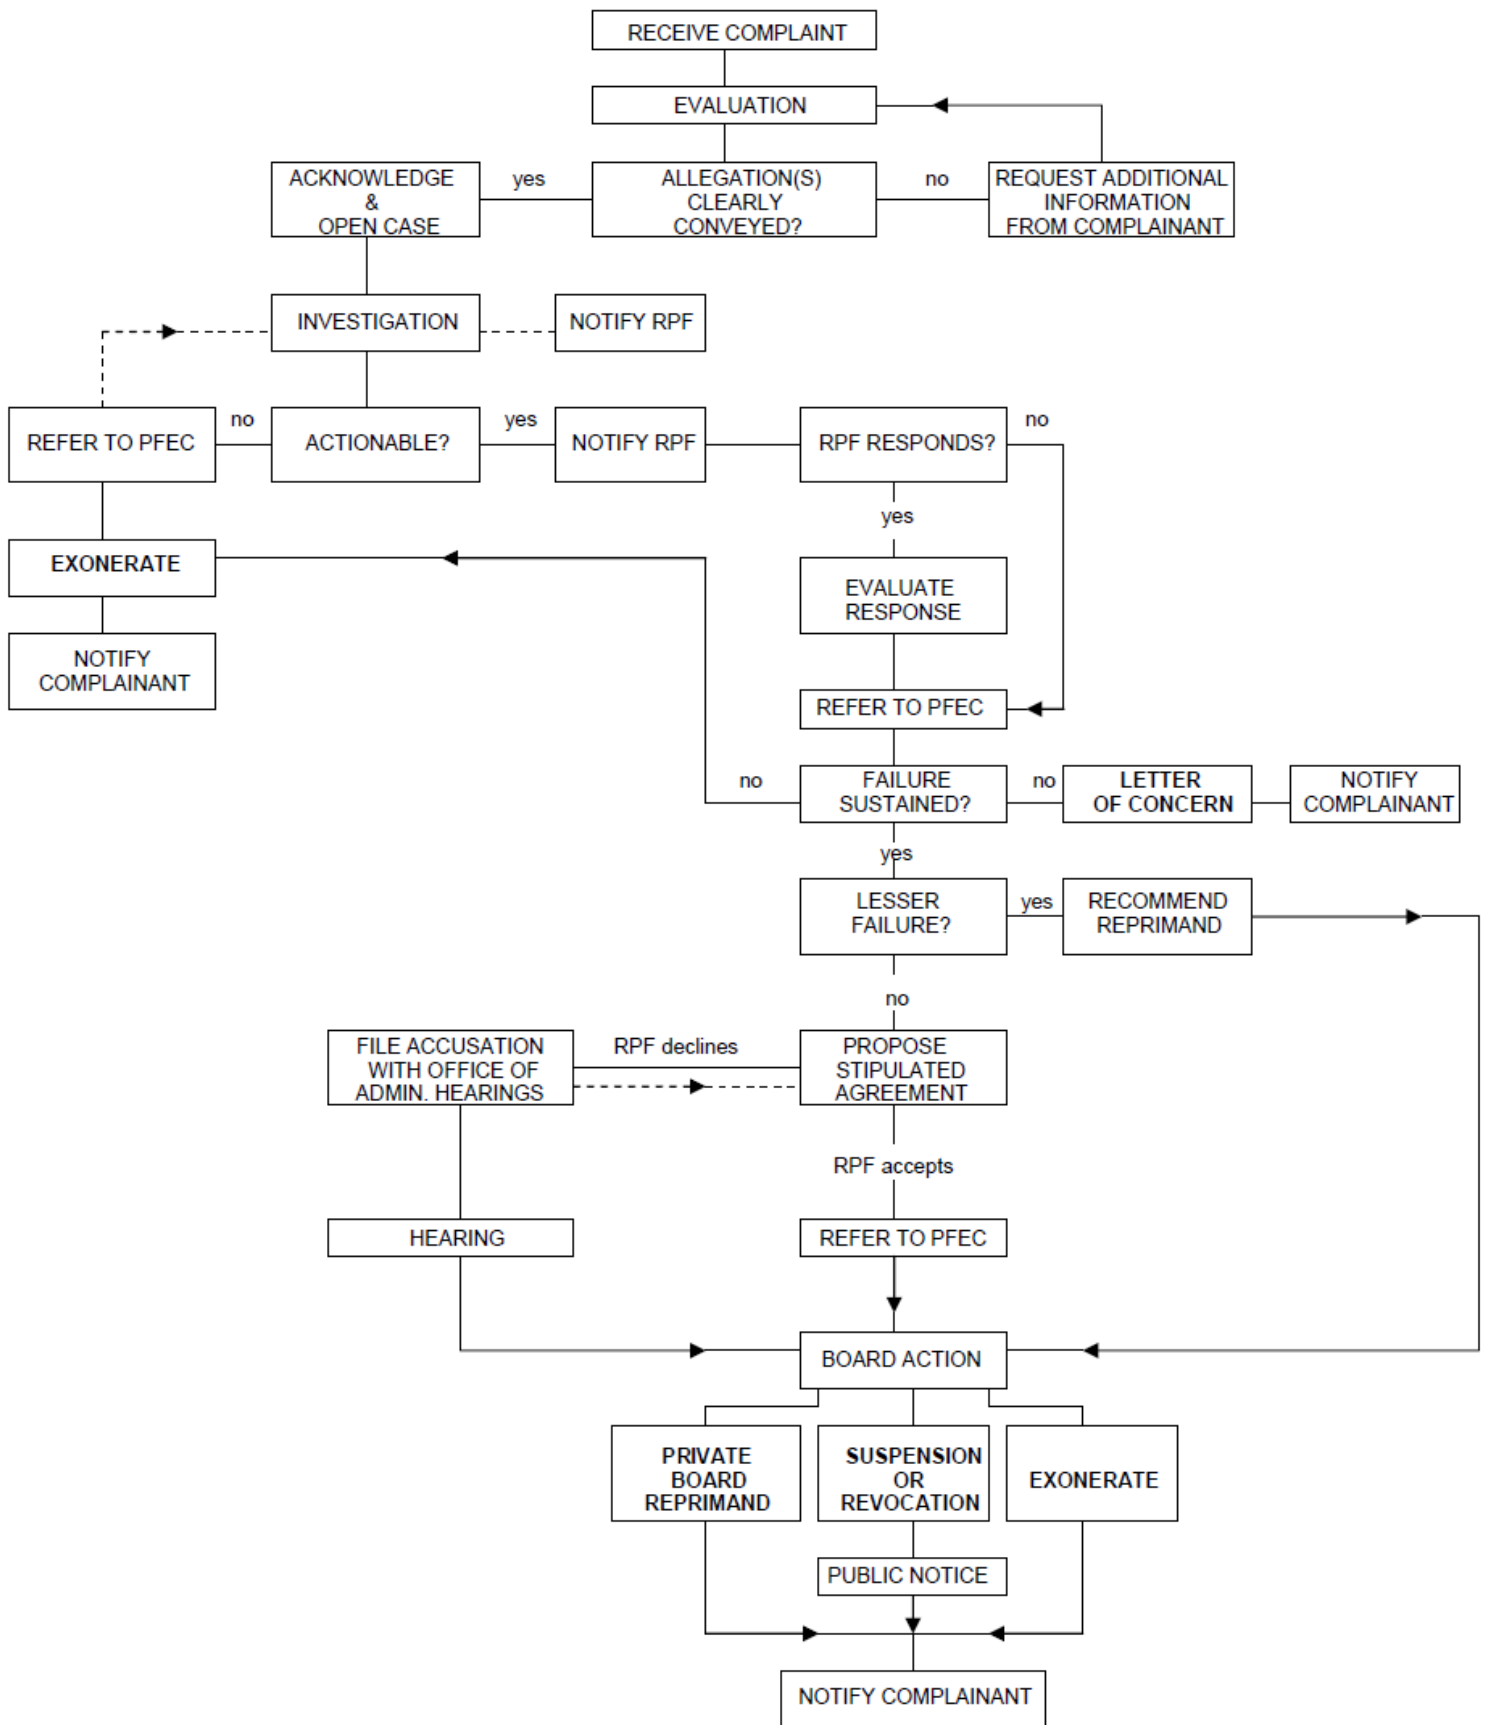 RECEIVE COMPLAINT
EVALUATION
ACKNOWLEDGE
&
OPEN CASE
yes
ALLEGATION(S)
CLEARLY
CONVEYED?
no
REQUEST ADDITIONAL
INFORMATION
FROM COMPLAINANT
INVESTIGATION
NOTIFY RPF
REFER TO PFEC
no
ACTIONABLE?
yes
NOTIFY RPF
RPF RESPONDS?
no
yes
EXONERATE
EVALUATE
RESPONSE
NOTIFY
COMPLAINANT
REFER TO PFEC
no
FAILURE
SUSTAINED?
no
LETTER
OF CONCERN
NOTIFY
COMPLAINANT
yes
LESSER
FAILURE?
yes
RECOMMEND
REPRIMAND
no
FILE ACCUSATION
WITH OFFICE OF
ADMIN. HEARINGS
RPF declines
PROPOSE
STIPULATED
AGREEMENT
RPF accepts
HEARING
REFER TO PFEC
BOARD ACTION
PRIVATE
BOARD
REPRIMAND
SUSPENSION
OR
REVOCATION
EXONERATE
PUBLIC NOTICE
NOTIFY COMPLAINANT